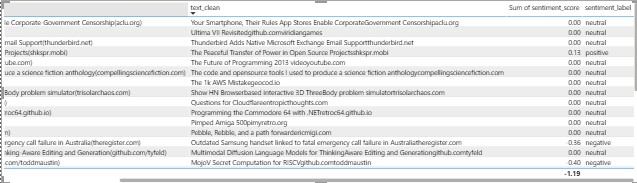 text_clean Sum of sentiment_score sentiment_label
le Corporate Government Censorship(aclu.org) Your Smartphone, Their Rules App Stores Enable CorporateGovernment Censorshipaclu.org 0.00 neutral
Ultima VII Revisitedgithub.comviridiangames 0.00 neutral
mail Support(thunderbird.net) Thunderbird Adds Native Microsoft Exchange Email Supportthunderbird.net 0.00 neutral
Projects(shkspr.mobi) The Peaceful Transfer of Power in Open Source Projectsshkspr.mobi 0.13 positive
ube.com) The Future of Programming 2013 videoyoutube.com 0.00 neutral
uce a science fiction anthology(compellingsciencefiction.com) The code and opensource tools I used to produce a science fiction anthologycompellingsciencefiction.com 0.00 neutral
The 1k AWS Mistakegeocod.io 0.00 neutral
Body problem simulator(trisolarchaos.com) Show HN Browserbased interactive 3D ThreeBody problem simulatortrisolarchaos.com 0.00 neutral
) Questions for Cloudflareentropicthoughts.com 0.00 neutral
roc64.github.io) Programming the Commodore 64 with .NETretroc64.github.io 0.00 neutral
Pimped Amiga 500pimyretro.org 0.00 neutral
n) Pebble, Rebble, and a path forwardericmigi.com 0.00 neutral
rgency call failure in Australia(theregister.com) Outdated Samsung handset linked to fatal emergency call failure in Australiatheregister.com -0.36 negative
king-Aware Editing and Generation(github.com/tyfeld) Multimodal Diffusion Language Models for ThinkingAware Editing and Generationgithub.comtyfeld 0.00 neutral
com/toddmaustin) MojoV Secret Computation for RISCVgithub.comtoddmaustin -0.40 negative
-1.19